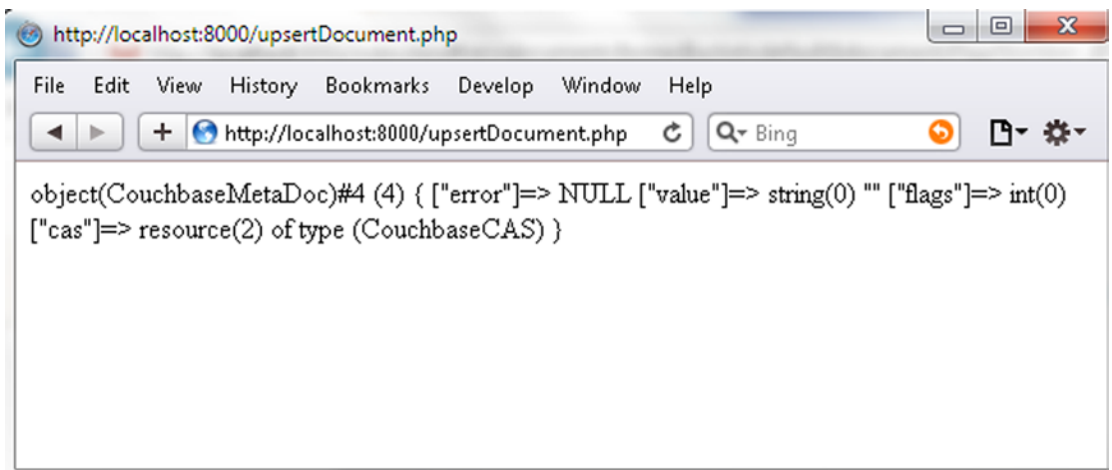 http://localhost:8000/upsertDocument.php
File Edit View History Bookmarks Develop Window Help
http://localhost:8000/upsertDocument.php Bing
object(CouchbaseMetaDoc)#4 (4) { ["error"]=> NULL ["value"]=> string(0) "" ["flags"]=> int(0)
["cas"]=> resource(2) of type (CouchbaseCAS) }